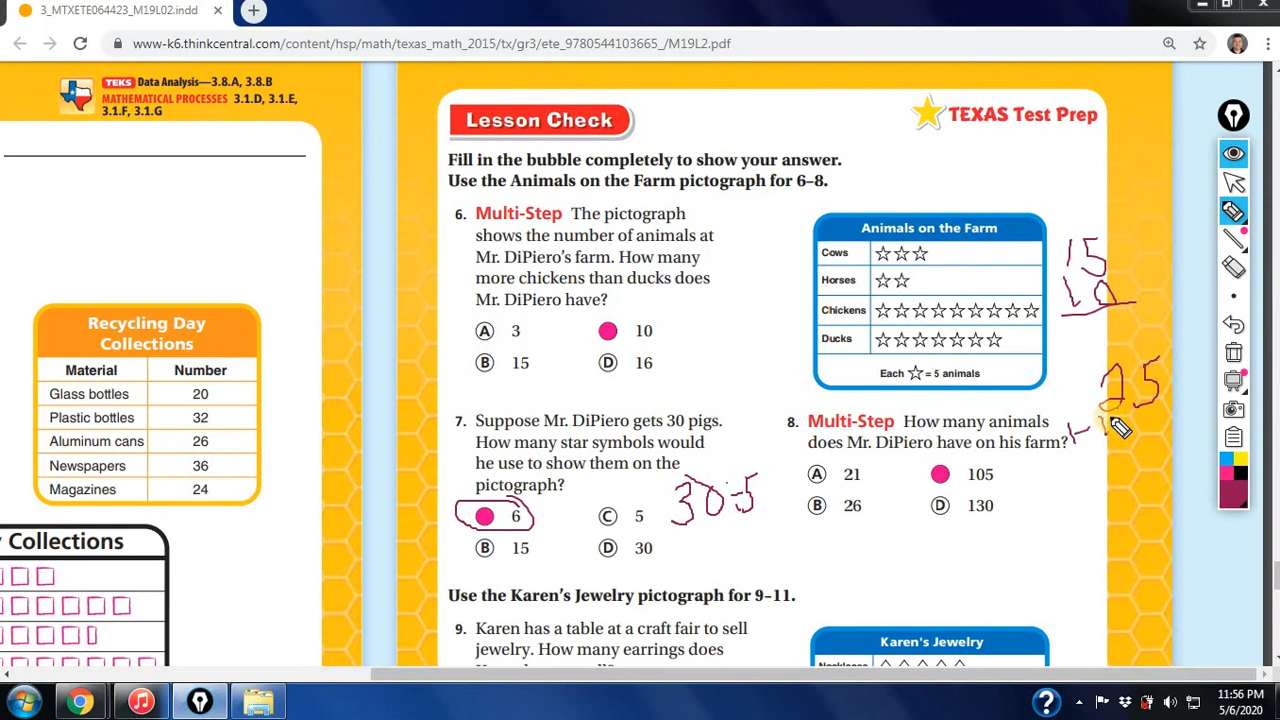 3_MTXETE064423_M19L02.indd
www-k6.thinkcentral.com/content/hsp/math/texas_math_2015/tx/gr3/ete_9780544103665_/M19L2.pdf
TEKS Data Analysis—3.8.A, 3.8.B
MATHEMATICAL PROCESSES 3.1.D, 3.1.E,
3.1.F, 3.1.G
Recycling Day
Collections
Material Number
Glass bottles 20
Plastic bottles 32
Aluminum cans 26
Newspapers 36
Magazines 24
Collections
Lesson Check
TEXAS Test Prep
Fill in the bubble completely to show your answer.
Use the Animals on the Farm pictograph for 6–8.
6. Multi-Step The pictograph
shows the number of animals at
Mr. DiPiero's farm. How many
more chickens than ducks does
Mr. DiPiero have?
A 3 10
B 15 D 16
Animals on the Farm
Cows
Horses
Chickens
Ducks
Each ☆ = 5 animals
15
10
25
7. Suppose Mr. DiPiero gets 30 pigs.
How many star symbols would
he use to show them on the
pictograph?
6 C 5
B 15 D 30
30 5
8. Multi-Step How many animals
does Mr. DiPiero have on his farm?
A 21 105
B 26 D 130
Use the Karen's Jewelry pictograph for 9–11.
9. Karen has a table at a craft fair to sell
jewelry. How many earrings does
Karen's Jewelry
Necklaces
11:56 PM
5/6/2020